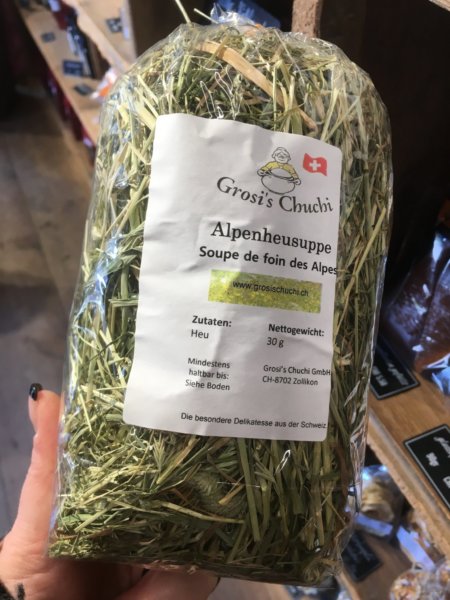 Grosi's Chuchi
Alpenheusuppe
Soupe de foin des Alpes
www.grosischuchi.ch
Zutaten:
Heu
Nettogewicht:
30 g
Mindestens
haltbar bis:
Siehe Boden
Grosi's Chuchi GmbH
CH-8702 Zollikon
Die besondere Delikatesse aus der Schweiz